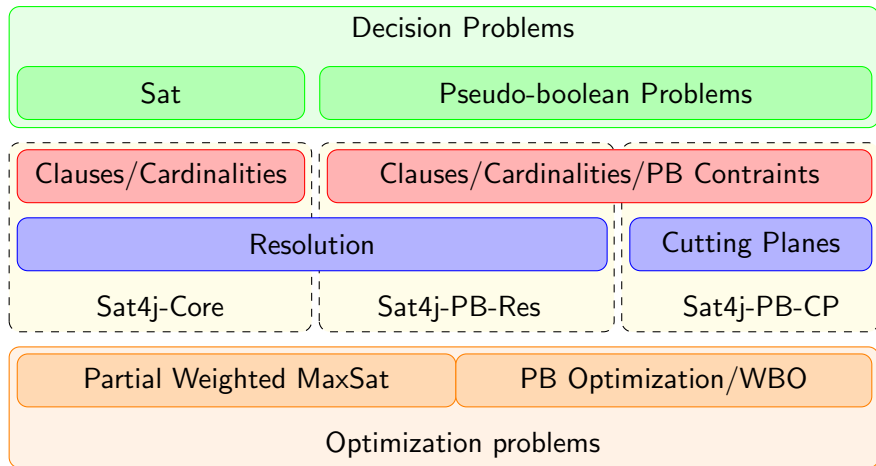 Decision Problems
Sat
Pseudo-boolean Problems
Clauses/Cardinalities
Clauses/Cardinalities/PB Contraints
Resolution
Cutting Planes
Sat4j-Core
Sat4j-PB-Res
Sat4j-PB-CP
Partial Weighted MaxSat
PB Optimization/WBO
Optimization problems